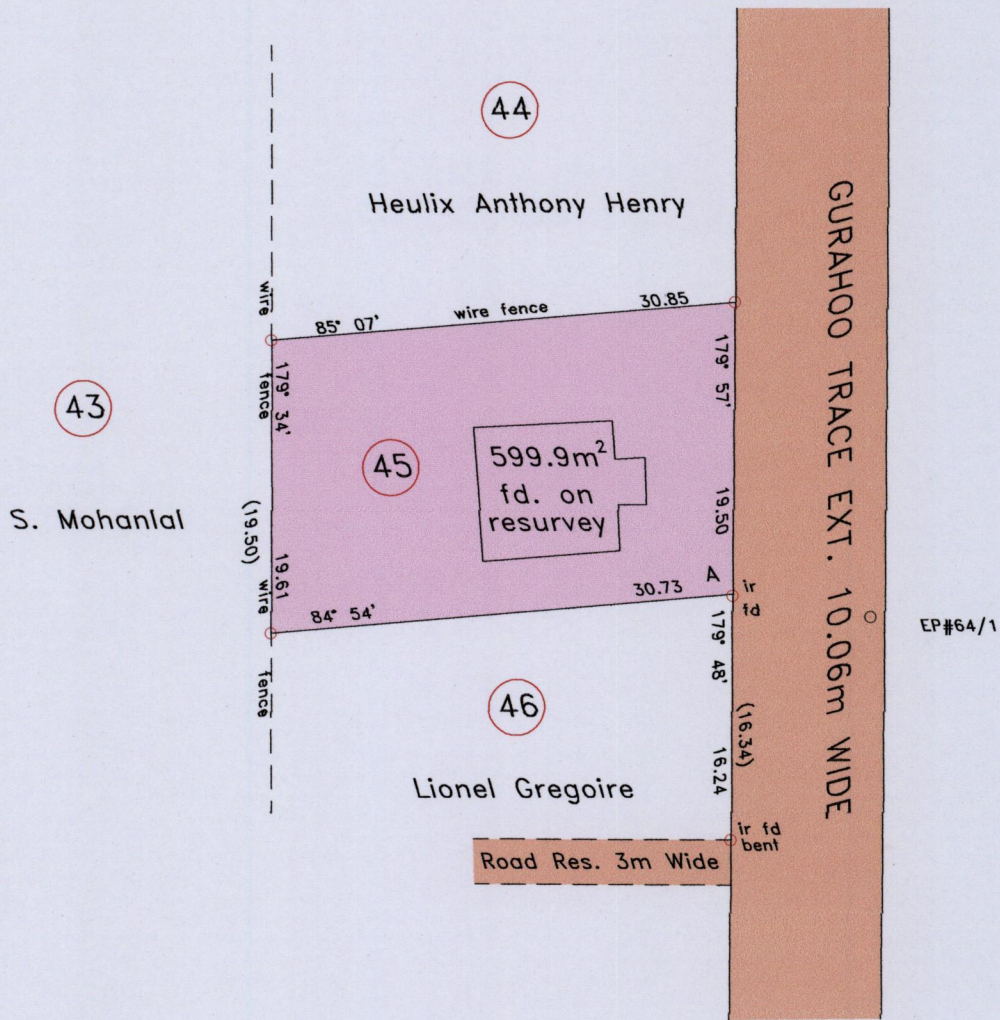 44
Heulix Anthony Henry
wire fence
85° 07'
wire fence
30.85
179° 34'
(19.50)
19.61
wire fence
179° 57'
19.50
43
S. Mohanlal
45
599.9m²
fd. on
resurvey
84° 54'
30.73
A
ir
fd
179° 48'
(16.34)
16.24
46
Lionel Gregoire
ir fd
bent
Road Res. 3m Wide
GURAHOO TRACE EXT. 10.06m WIDE
EP#64/1